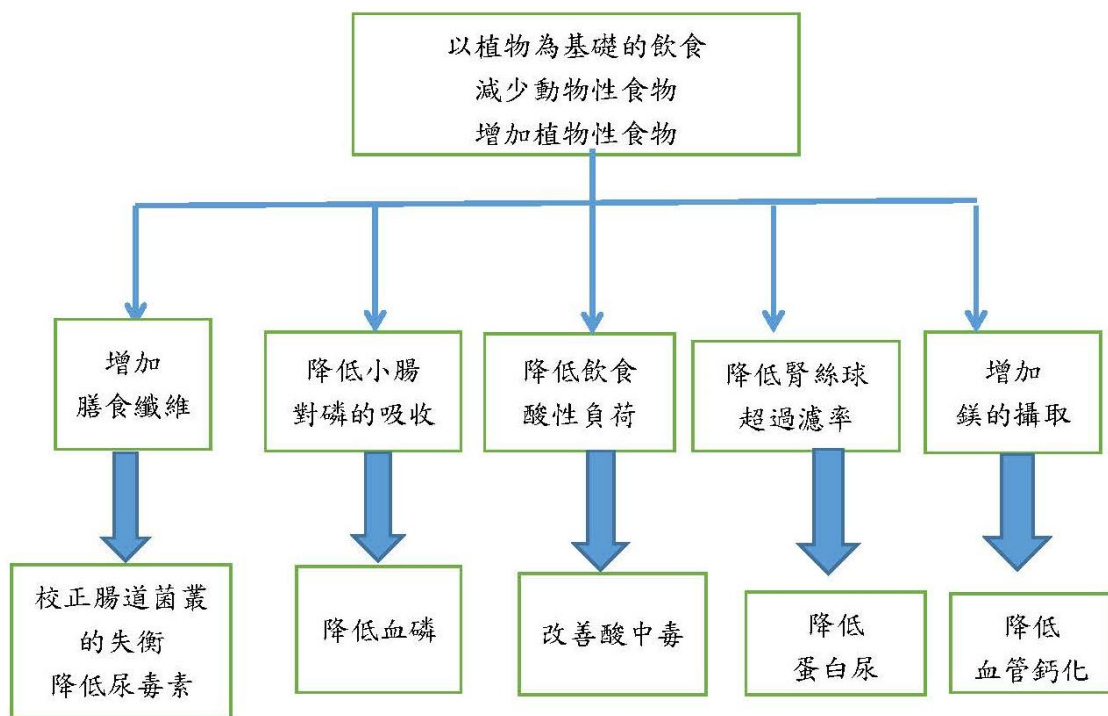 以植物為基礎的飲食
減少動物性食物
增加植物性食物
增加
膳食纖維
降低小腸
對磷的吸收
降低飲食
酸性負荷
降低腎絲球
超過濾率
增加
鎂的攝取
校正腸道菌叢
的失衡
降低尿毒素
降低血磷
改善酸中毒
降低
蛋白尿
降低
血管鈣化